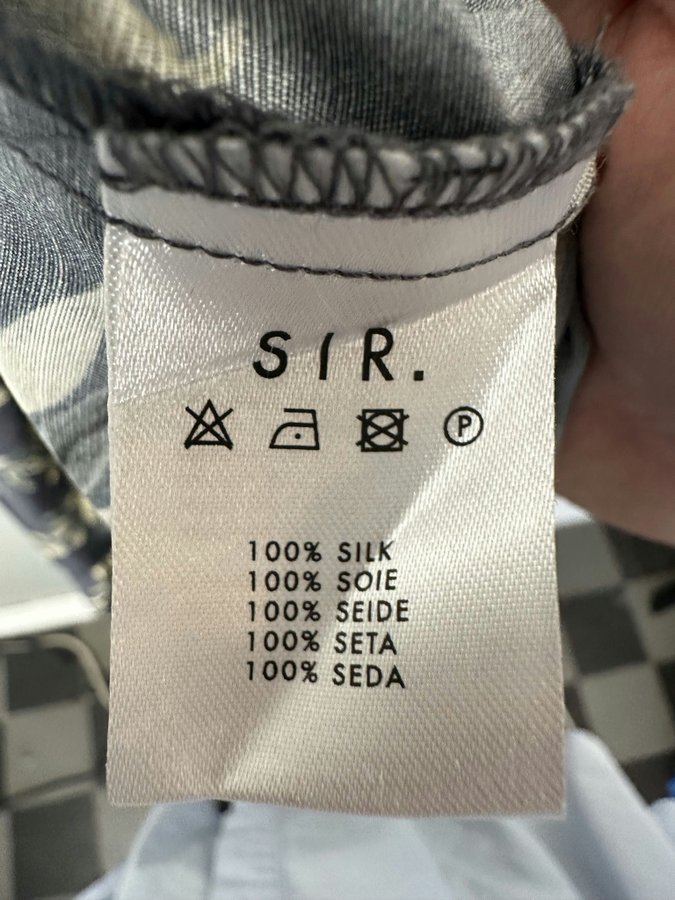 SIR.
P
100% SILK
100% SOIE
100% SEIDE
100% SETA
100% SEDA